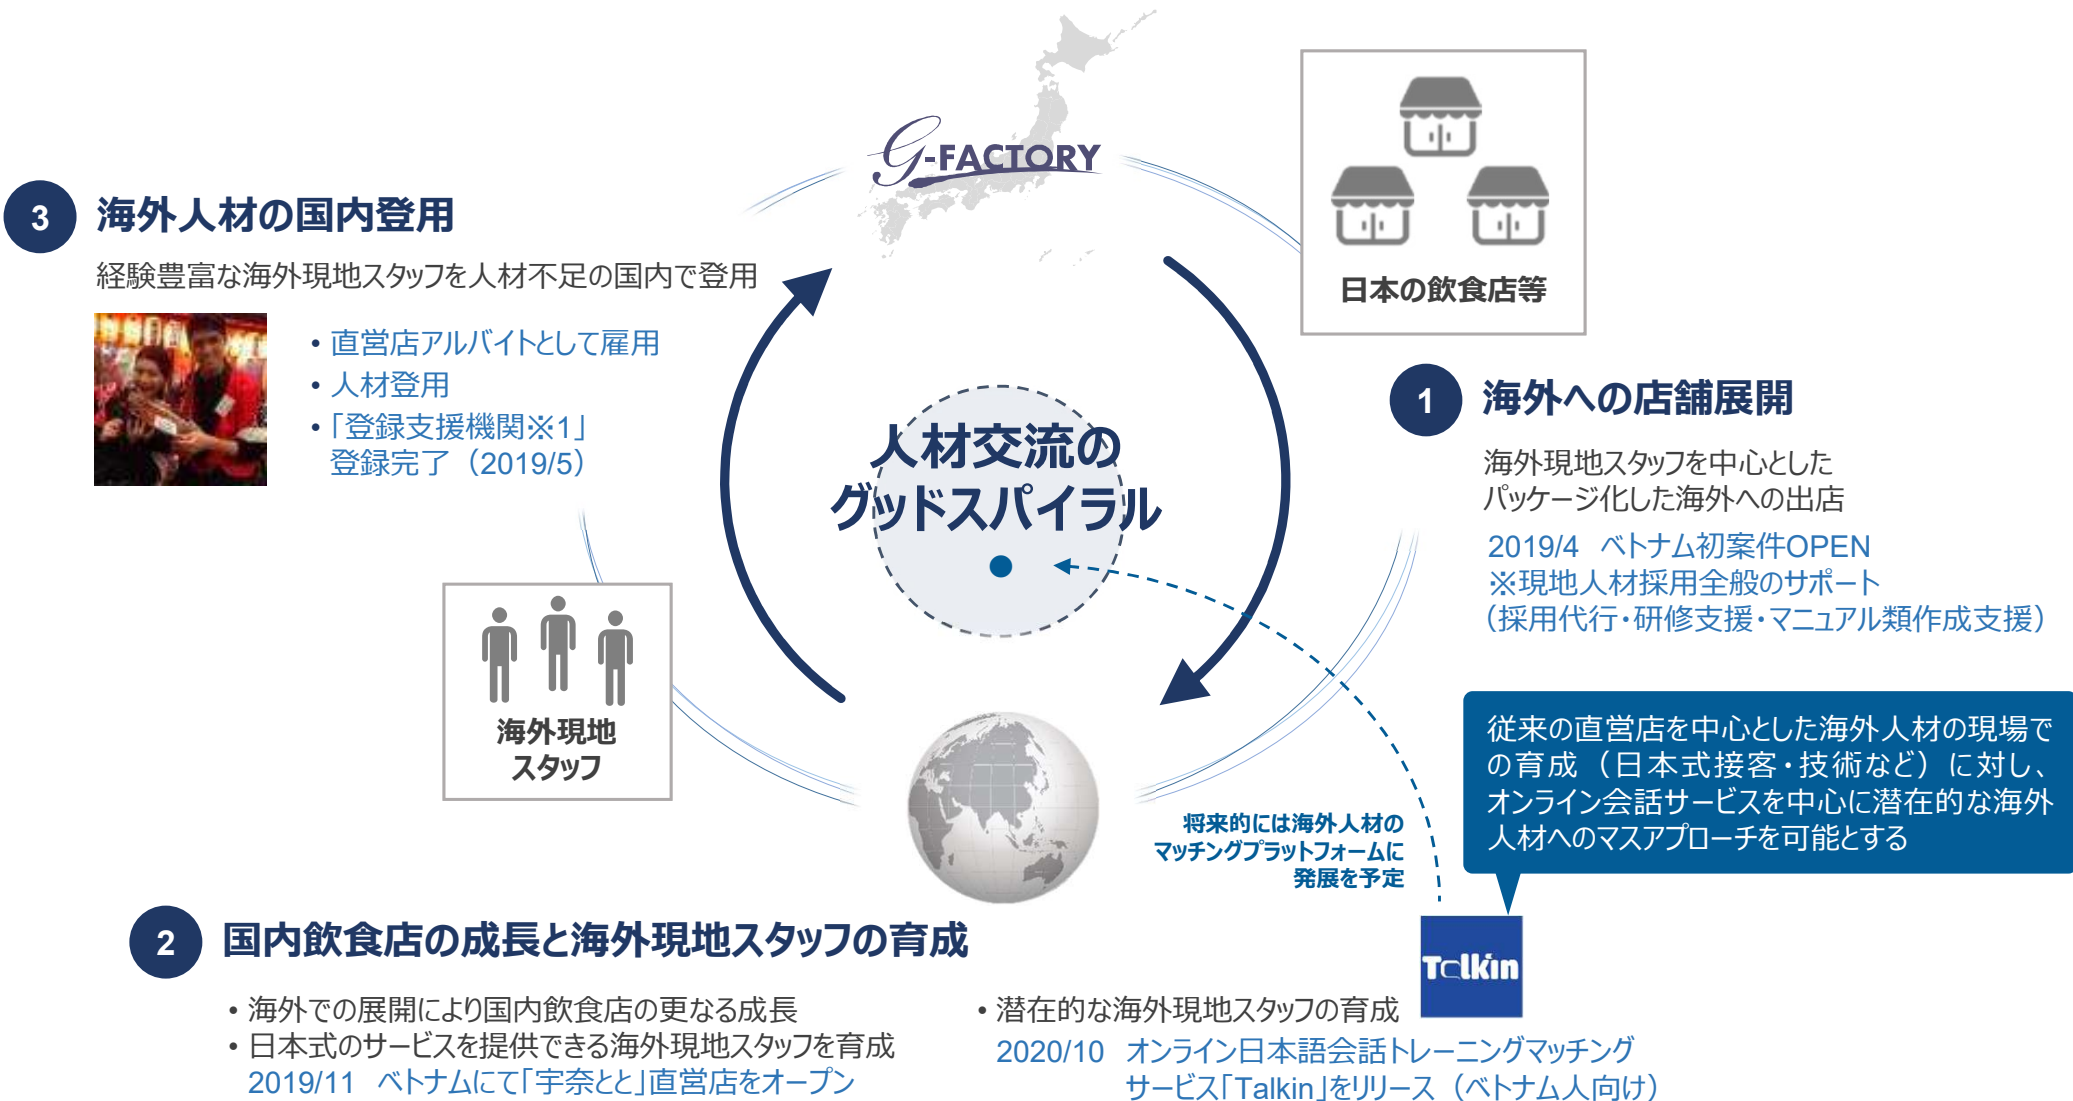 G-FACTORY
日本の飲食店等
3 海外人材の国内登用
経験豊富な海外現地スタッフを人材不足の国内で登用
• 直営店アルバイトとして雇用
• 人材登用
• 「登録支援機関※1」
登録完了（2019/5）
人材交流の
グッドスパイラル
1 海外への店舗展開
海外現地スタッフを中心とした
パッケージ化した海外への出店
2019/4 ベトナム初案件OPEN
※現地人材採用全般のサポート
（採用代行・研修支援・マニュアル類作成支援）
海外現地
スタッフ
従来の直営店を中心とした海外人材の現場で
の育成（日本式接客・技術など）に対し、
オンライン会話サービスを中心に潜在的な海外
人材へのマスアプローチを可能とする
将来的には海外人材の
マッチングプラットフォームに
発展を予定
Talkin
2 国内飲食店の成長と海外現地スタッフの育成
• 海外での展開により国内飲食店の更なる成長
• 日本式のサービスを提供できる海外現地スタッフを育成
2019/11 ベトナムにて「宇奈とと」直営店をオープン
• 潜在的な海外現地スタッフの育成
2020/10 オンライン日本語会話トレーニングマッチング
サービス「Talkin」をリリース（ベトナム人向け）